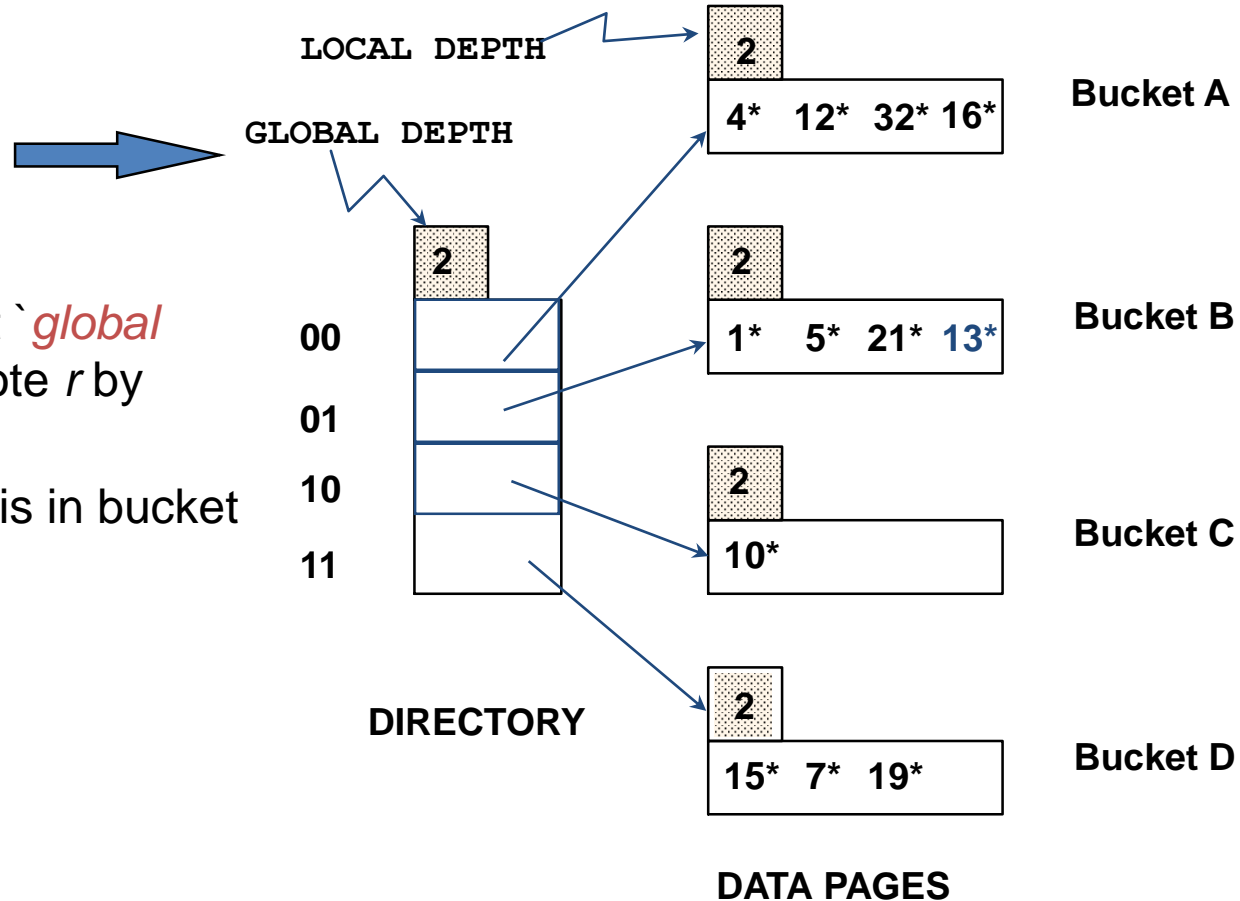 LOCAL DEPTH
GLOBAL DEPTH
2
4* 12* 32* 16*
Bucket A
2
`global
r by
00
01
10
11
is in bucket
2
1* 5* 21* 13*
Bucket B
2
10*
Bucket C
2
15* 7* 19*
Bucket D
DIRECTORY
DATA PAGES